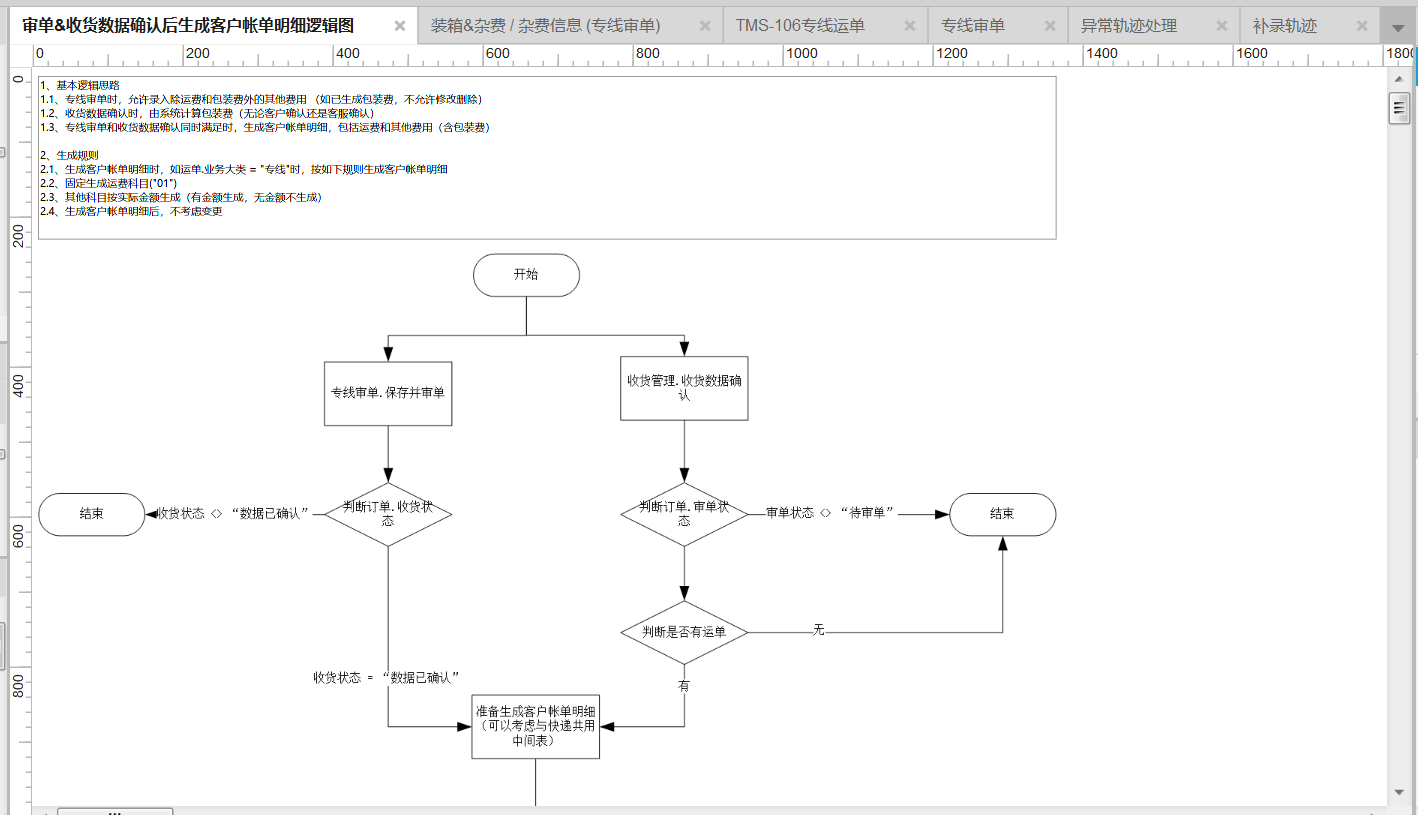 审单&收货数据确认后生成客户帐单明细逻辑图
装箱&杂费 / 杂费信息 (专线审单)
TMS-106专线运单
专线审单
异常轨迹处理
补录轨迹
0 200 400 600 800 1000 1200 1400 1600 1800
0
200
400
600
800
1、基本逻辑思路
1.1、专线审单时，允许录入除运费和包装费外的其他费用 （如已生成包装费，不允许修改删除）
1.2、收货数据确认时，由系统计算包装费（无论客户确认还是客服确认）
1.3、专线审单和收货数据确认同时满足时，生成客户帐单明细，包括运费和其他费用（含包装费）
2、生成规则
2.1、生成客户帐单明细时，如运单.业务大类 = "专线"时，按如下规则生成客户帐单明细
2.2、固定生成运费科目("01")
2.3、其他科目按实际金额生成（有金额生成，无金额不生成）
2.4、生成客户帐单明细后，不考虑变更
开始
专线审单.保存并审单
收货管理.收货数据确
认
结束
收货状态 <> “数据已确认”
判断订单.收货状
态
判断订单.审单状
态
审单状态 <> “待审单”
结束
判断是否有运单
无
收货状态 = “数据已确认”
有
准备生成客户帐单明细
（可以考虑与快递共用
中间表）